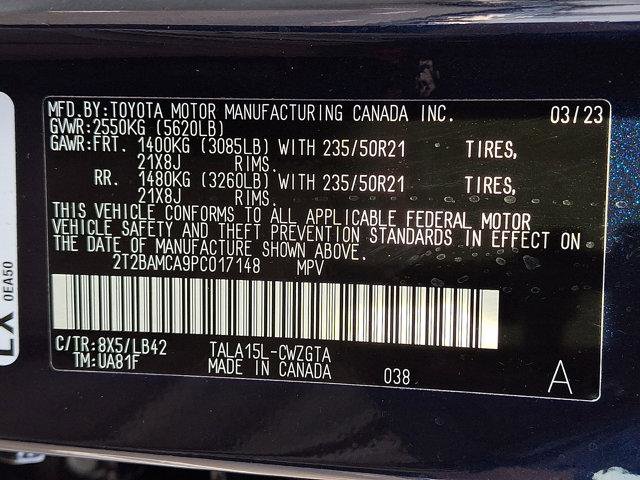 MFD.BY:TOYOTA MOTOR MANUFACTURING CANADA INC. 03/23
GVWR:2550KG (5620LB)
GAWR:FRT. 1400KG (3085LB) WITH 235/50R21 TIRES,
21X8J RIMS.
RR. 1480KG (3260LB) WITH 235/50R21 TIRES,
21X8J RIMS.
THIS VEHICLE CONFORMS TO ALL APPLICABLE FEDERAL MOTOR
VEHICLE SAFETY AND THEFT PREVENTION STANDARDS IN EFFECT ON
THE DATE OF MANUFACTURE SHOWN ABOVE.
2T2BAMCA9PC017148 MPV
C/TR:8X5/LB42 TALA15L-CWZGTA
TM:UA81F MADE IN CANADA 038 A
0EA50